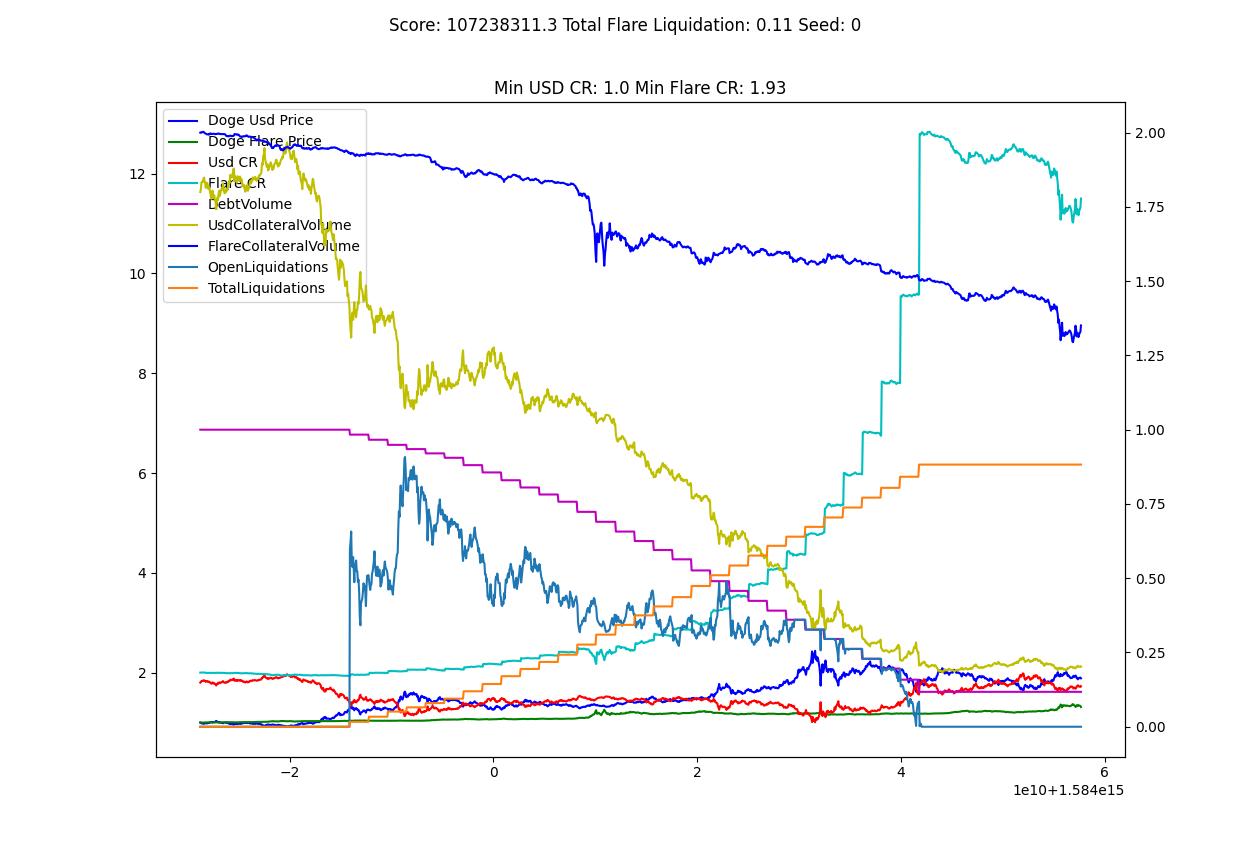 Score: 107238311.3 Total Flare Liquidation: 0.11 Seed: 0
Min USD CR: 1.0 Min Flare CR: 1.93
Doge Usd Price
Doge Flare Price
Usd CR
Flare CR
DebtVolume
UsdCollateralVolume
FlareCollateralVolume
OpenLiquidations
TotalLiquidations
12
10
8
6
4
2
2.00
1.75
1.50
1.25
1.00
0.75
0.50
0.25
0.00
−2
0
2
4
6
1e10+1.584e15